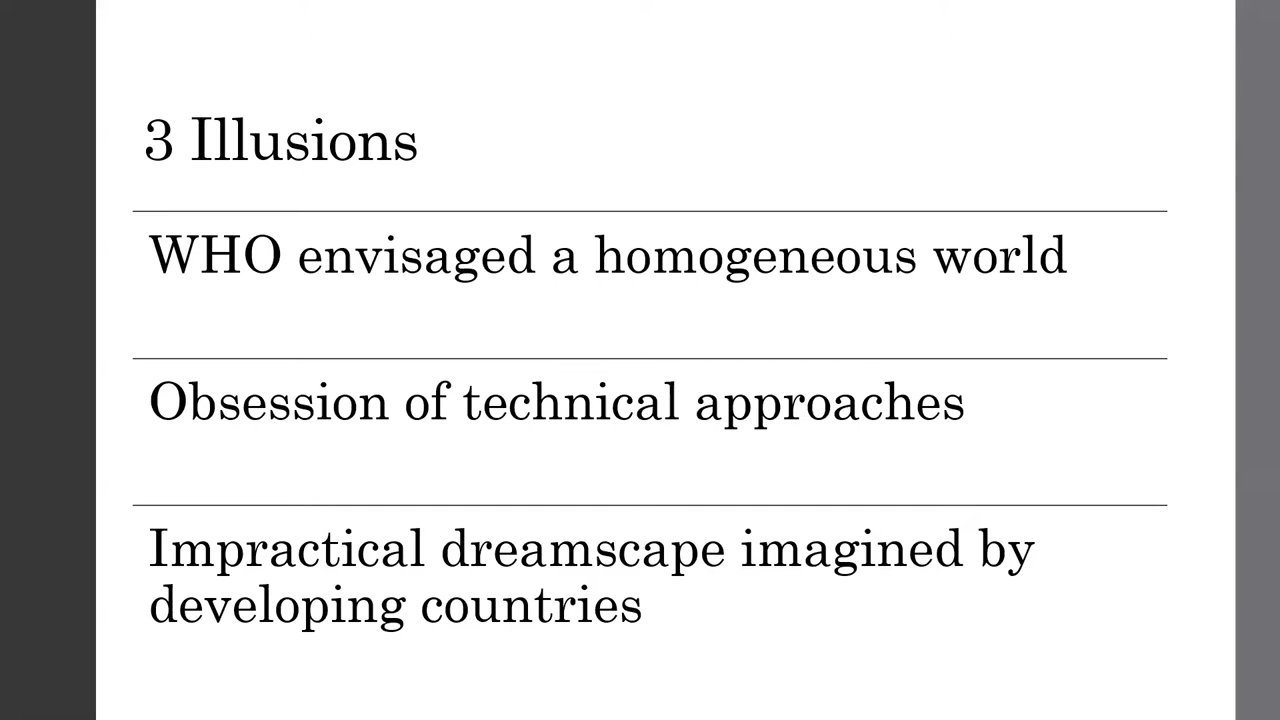 3 Illusions
WHO envisaged a homogeneous world
Obsession of technical approaches
Impractical dreamscape imagined by
developing countries